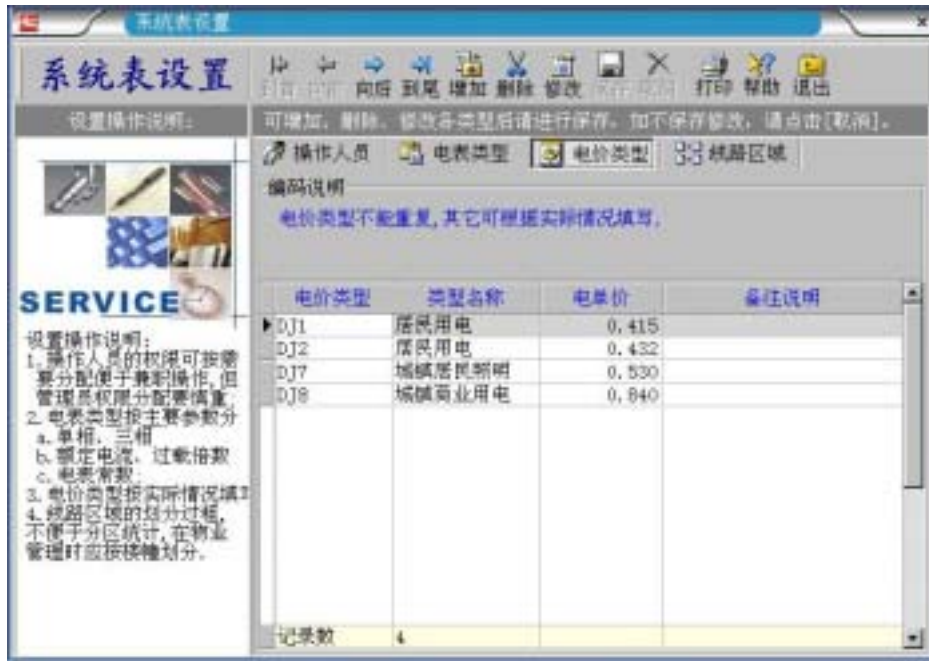 系统表设置
系统表设置
向后 到尾 增加 删除 修改 打印 帮助 退出
设置操作说明:
可增加、删除、修改各类型后请进行保存。如不保存修改，请点击[取消]。
操作人员 电表类型 电价类型 线路区域
编码说明
电价类型不能重复,其它可根据实际情况填写.
SERVICE
设置操作说明:
1.操作人员的权限可按需
要分配便于兼职操作,但
管理员权限分配要慎重
2.电表类型按主要参数分
a.单相、三相
b.额定电流、过载倍数
c.电表常数
3.电价类型按实际情况填
4.线路区域的划分过粗,
不便于分区统计,在物业
管理时应按楼幢划分.
电价类型 类型名称 电单价 备注说明
DJ1 居民用电 0.415
DJ2 居民用电 0.432
DJ7 城镇居民照明 0.530
DJ8 城镇商业用电 0.840
记录数 4